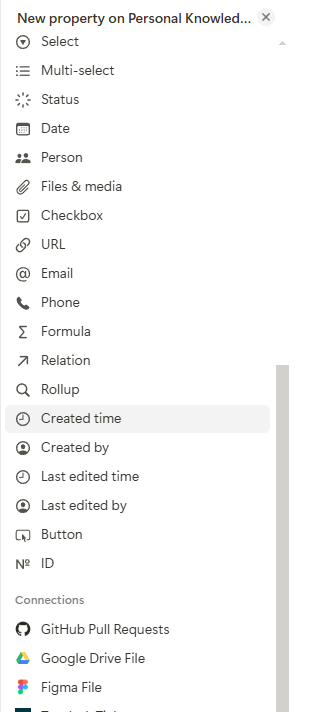 New property on Personal Knowled...
Select
Multi-select
Status
Date
Person
Files & media
Checkbox
URL
Email
Phone
Formula
Relation
Rollup
Created time
Created by
Last edited time
Last edited by
Button
Nº ID
Connections
GitHub Pull Requests
Google Drive File
Figma File